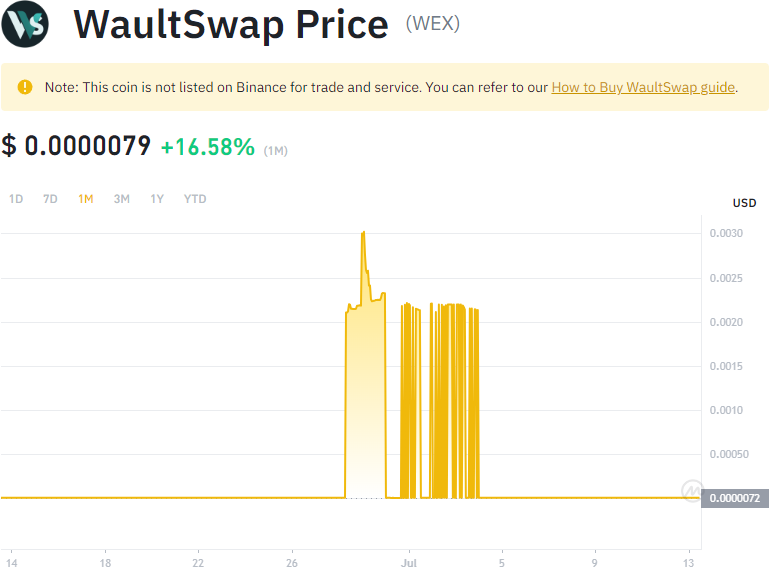 WS
WaultSwap Price (WEX)
Note: This coin is not listed on Binance for trade and service. You can refer to our How to Buy WaultSwap guide.
$ 0.0000079 +16.58% (1M)
1D 7D 1M 3M 1Y YTD
USD
0.0030
0.0025
0.0020
0.0015
0.0010
0.00050
0.0000072
14 18 22 26 Jul 5 9 13